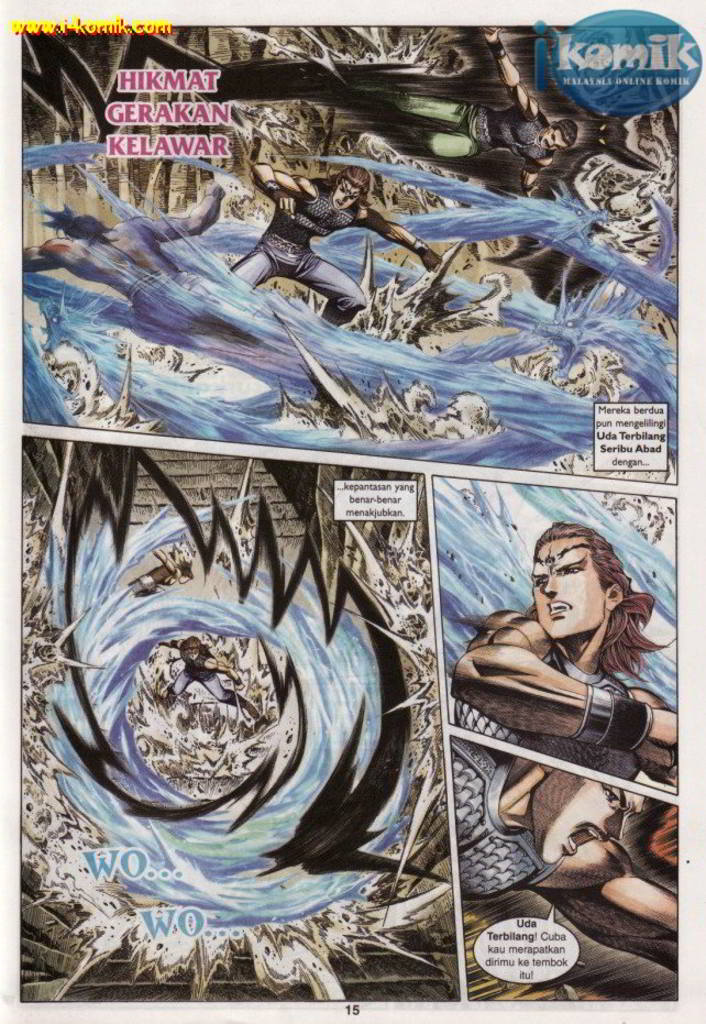 www.i-komik.com
ikomik
MALAYSIA ONLINE KOMIK
HIKMAT
GERAKAN
KELAWAR
Mereka berdua
pun mengelilingi
Uda Terbilang
Seribu Abad
dengan...
...kepantasan yang
benar-benar
menakjubkan.
WO...
WO...
Uda
Terbilang! Cuba
kau merapatkan
dirimu ke tembok
itu!
15